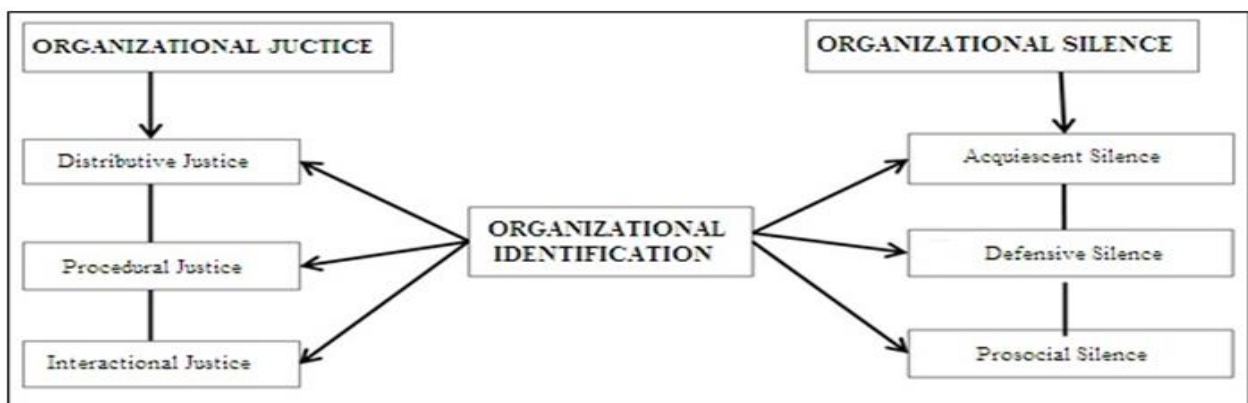 ORGANIZATIONAL JUCTICE
ORGANIZATIONAL SILENCE
Distributive Justice
Acquiescent Silence
ORGANIZATIONAL
IDENTIFICATION
Procedural Justice
Defensive Silence
Interactional Justice
Prosocial Silence